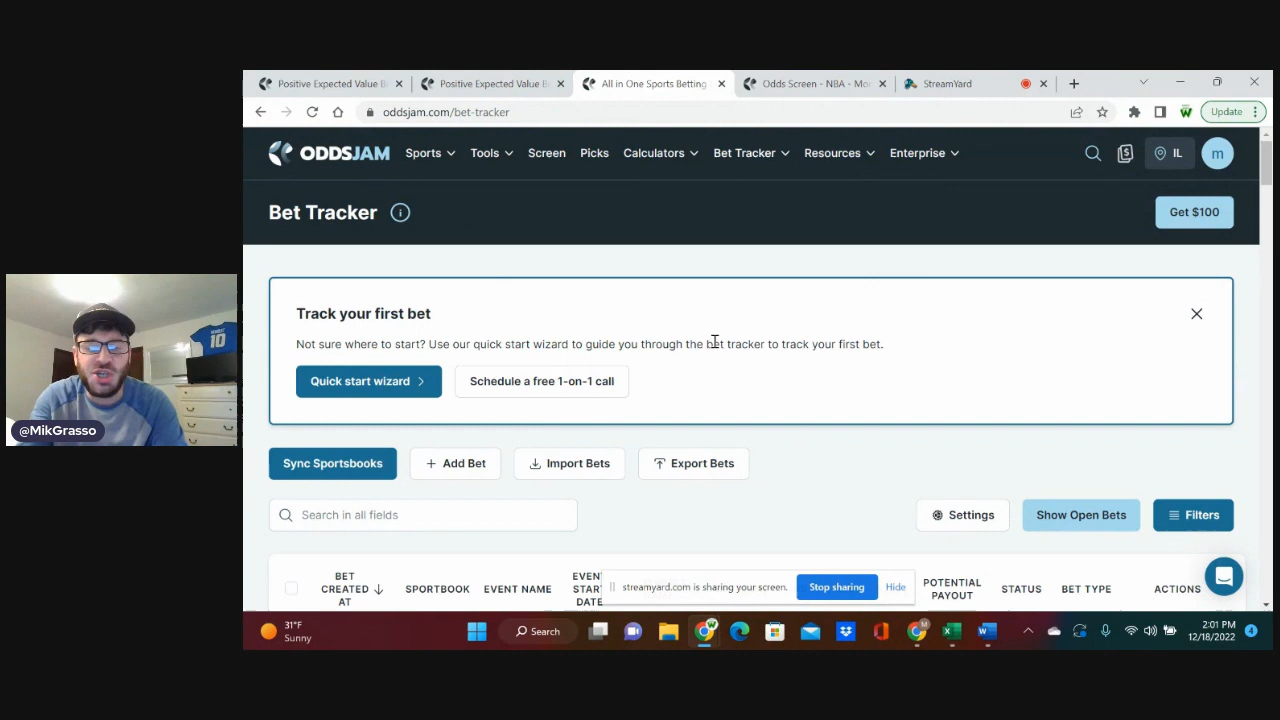 Positive Expected Value B
Positive Expected Value B
All in One Sports Betting
Odds Screen - NBA - Mo
StreamYard
oddsjam.com/bet-tracker
Update
ODDSJAM
Sports
Tools
Screen
Picks
Calculators
Bet Tracker
Resources
Enterprise
IL
m
Bet Tracker
Get $100
Track your first bet
Not sure where to start? Use our quick start wizard to guide you through the bet tracker to track your first bet.
Quick start wizard
Schedule a free 1-on-1 call
10
@MikGrasso
Sync Sportsbooks
+ Add Bet
Import Bets
Export Bets
Search in all fields
Settings
Show Open Bets
Filters
BET CREATED AT
SPORTBOOK
EVENT NAME
EVENT START DATE
streamyard.com is sharing your screen.
Stop sharing
Hide
POTENTIAL PAYOUT
STATUS
BET TYPE
ACTIONS
31°F
Sunny
Search
2:01 PM
12/18/2022
4